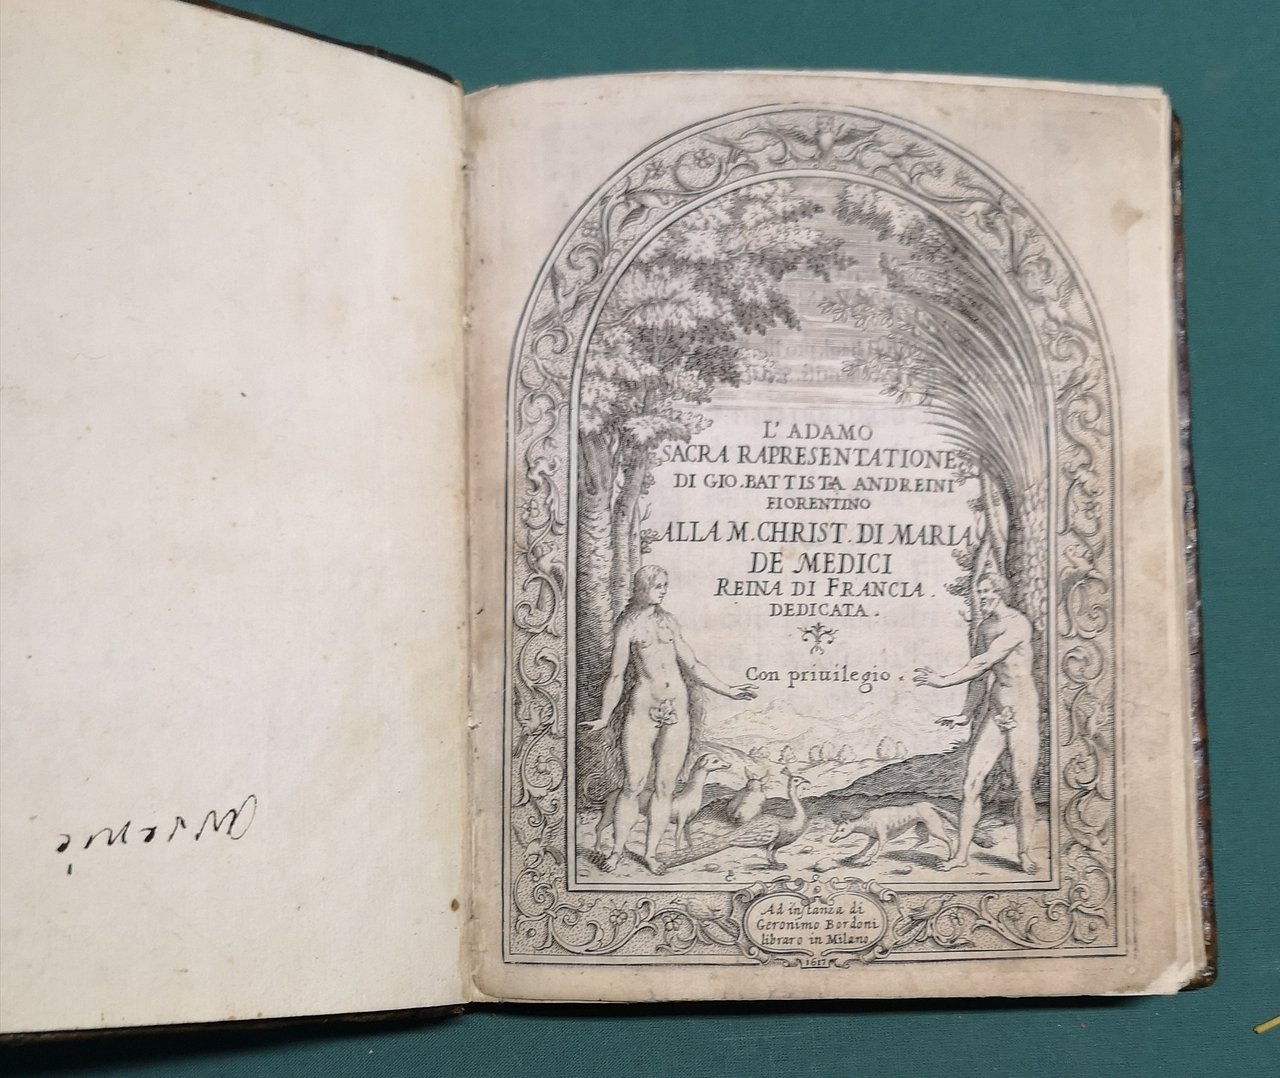 L' ADAMO
SACRA RAPRESENTATIONE
DI GIO. BATTISTA ANDREINI
FIORENTINO
ALLA M. CHRIST. DI MARIA
DE MEDICI
REINA DI FRANCIA.
DEDICATA.
Con priuilegio.
Ad instanza di
Geronimo Bordoni
libraro in Milano
1617